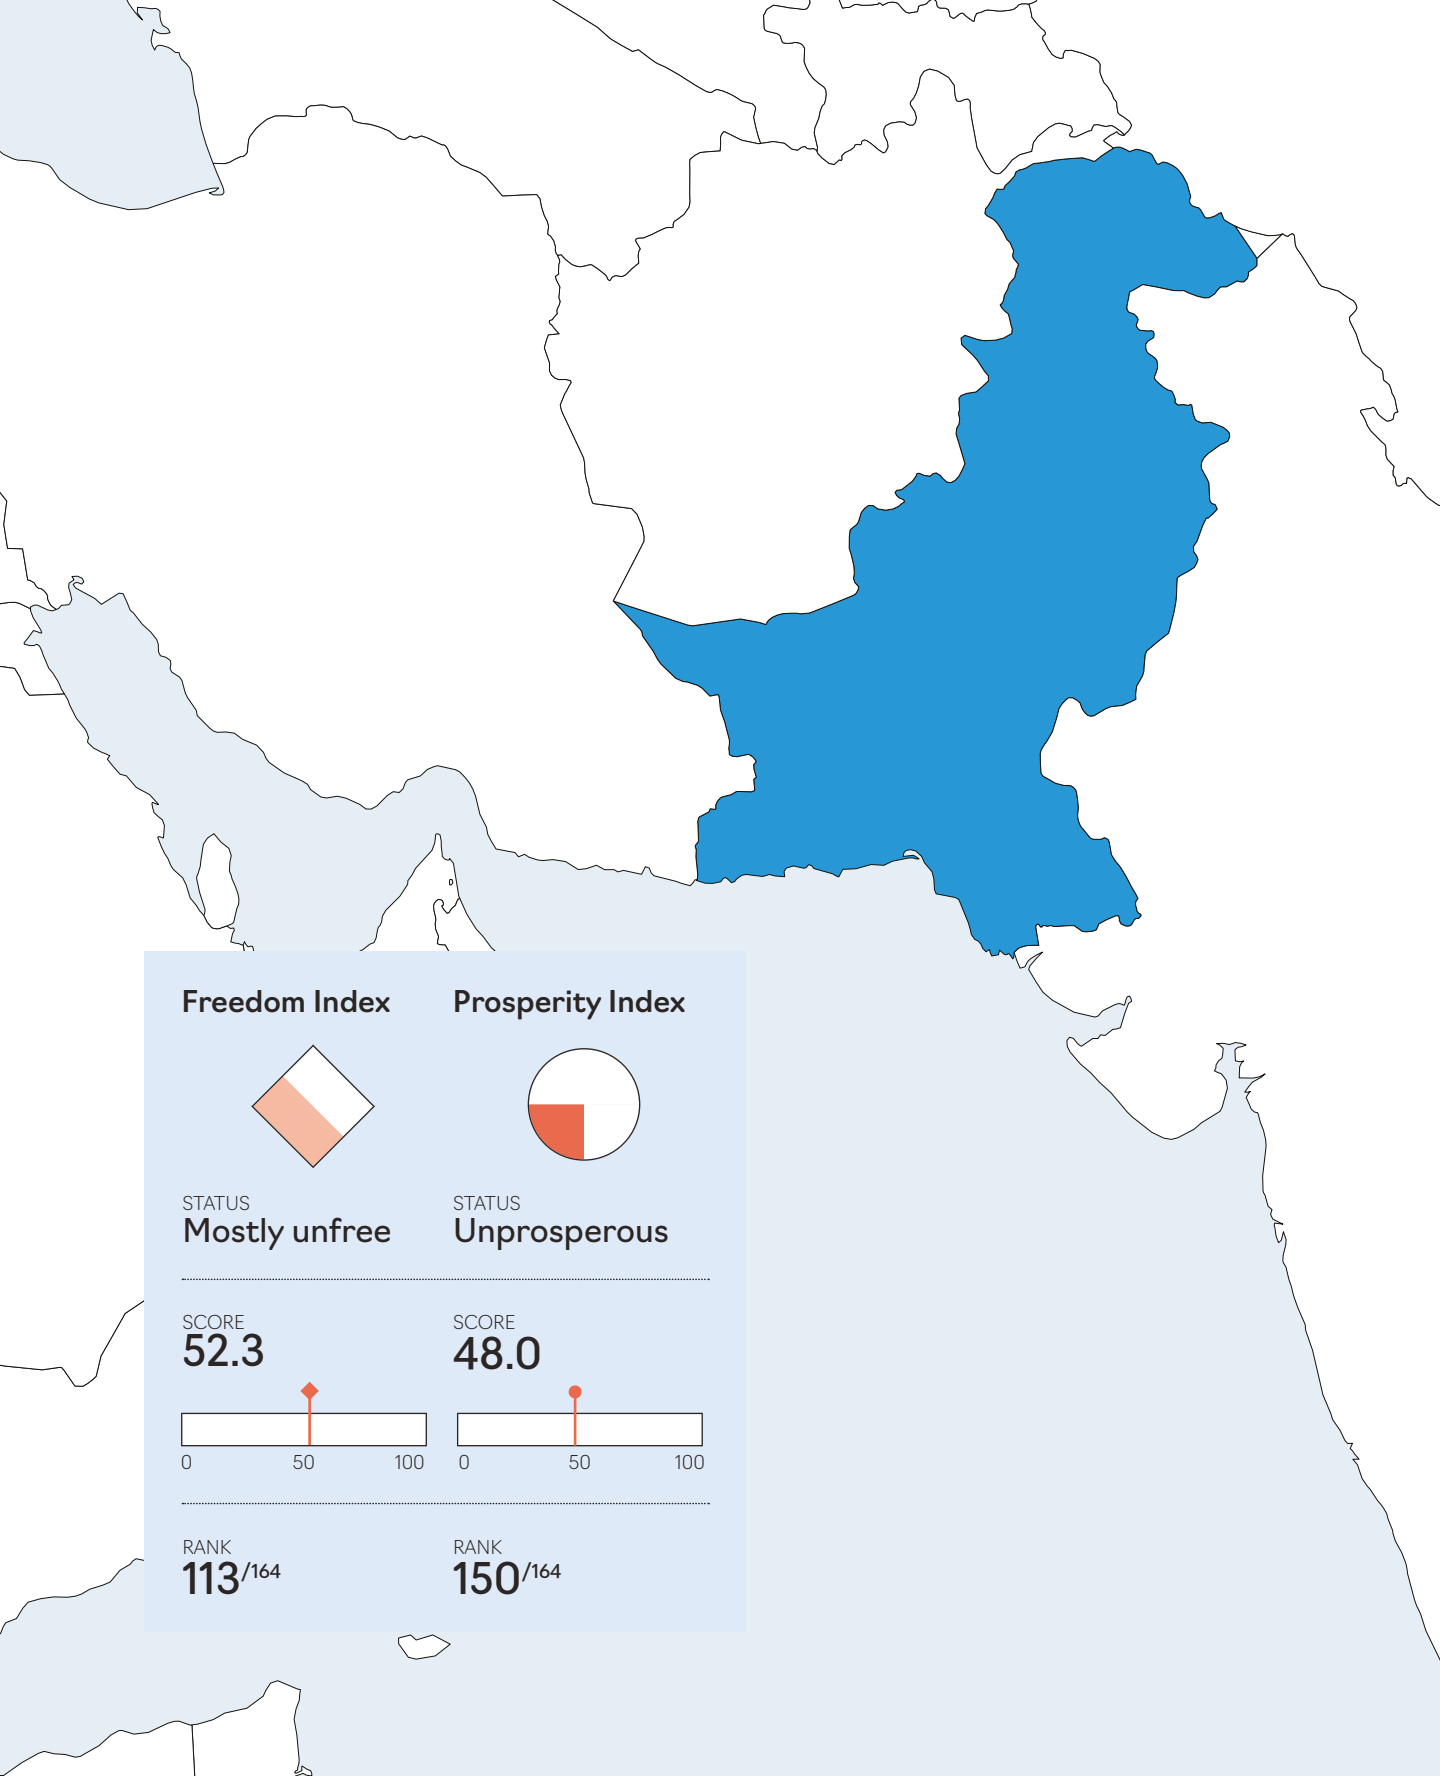 Freedom Index
Prosperity Index
STATUS
Mostly unfree
STATUS
Unprosperous
SCORE
52.3
SCORE
48.0
0 50 100
0 50 100
RANK
113/164
RANK
150/164